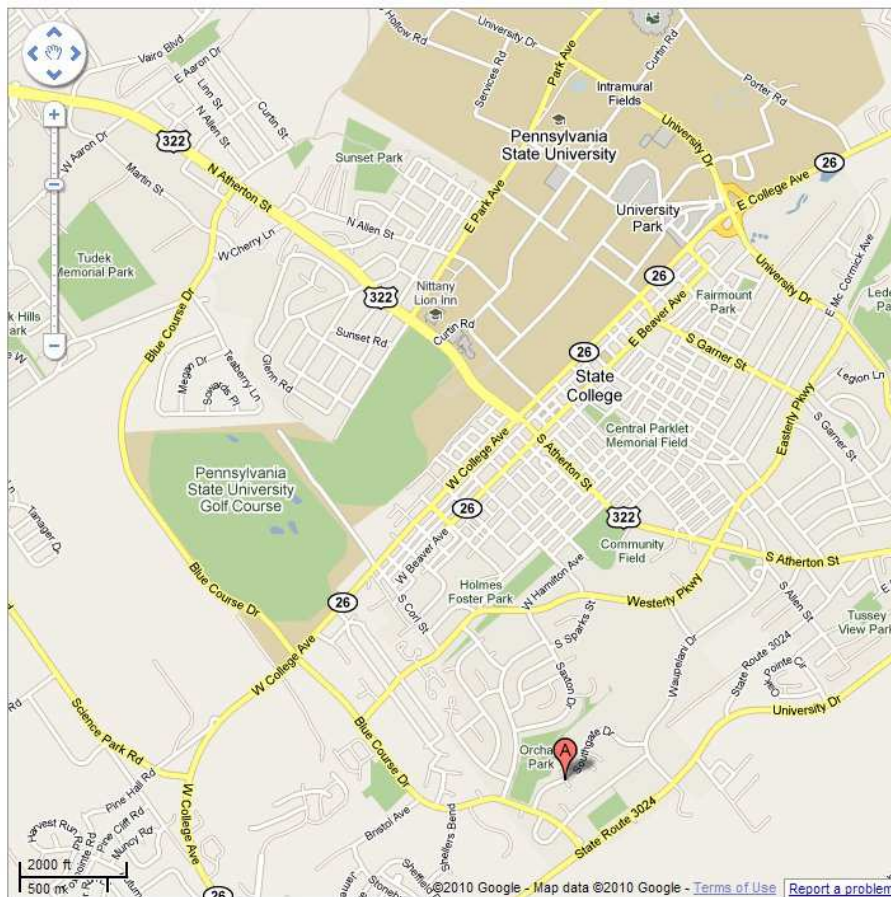 Hollow Rd
University Dr
Vairo Blvd
E Aaron Dr
Linn St
N Allen St
Curtin St
Services Rd
Park Ave
Curtin Rd
Porter Rd
Intramural
Fields
322
W Aaron Dr
N Atherton St
Sunset Park
Pennsylvania
State University
University Dr
26
Martin St
E College Ave
N Allen St
E Park Ave
University
Park
Tudek
Memorial Park
W Cherry Ln
26
University Dr
E Mc Cormick Ave
Nittany
Lion Inn
322
Fairmount
Park
Blue Course Dr
Sunset Rd
Curtin Rd
E Beaver Ave
S Garner St
Megan Dr
Teaberry Ln
Glenn Rd
26
State
College
Legion Ln
Easterly Pkwy
S Garner St
Central Parklet
Memorial Field
W College Ave
S Atherton St
Pennsylvania
State University
Golf Course
26
322
Tanager Dr
W Beaver Ave
Community
Field
S Atherton St
Blue Course Dr
26
Holmes
Foster Park
W Hamilton Ave
Westerly Pkwy
S Allen St
S Corl St
S Sparks St
Tussey
View Park
W College Ave
Saxton Dr
Waupelani Dr
State Route 3024
Oak
Pointe Cir
Science Park Rd
Blue Course Dr
University Dr
A
Southgate Dr
Park
Pine Hall Rd
W College Ave
Bristol Ave
Shellers Bend
State Route 3024
Harvest Run
Pine Cliff Rd
Muncy Rd
2000 ft
500 m
26
Sheffield
©2010 Google - Map data ©2010 Google - Terms of Use
Report a problem